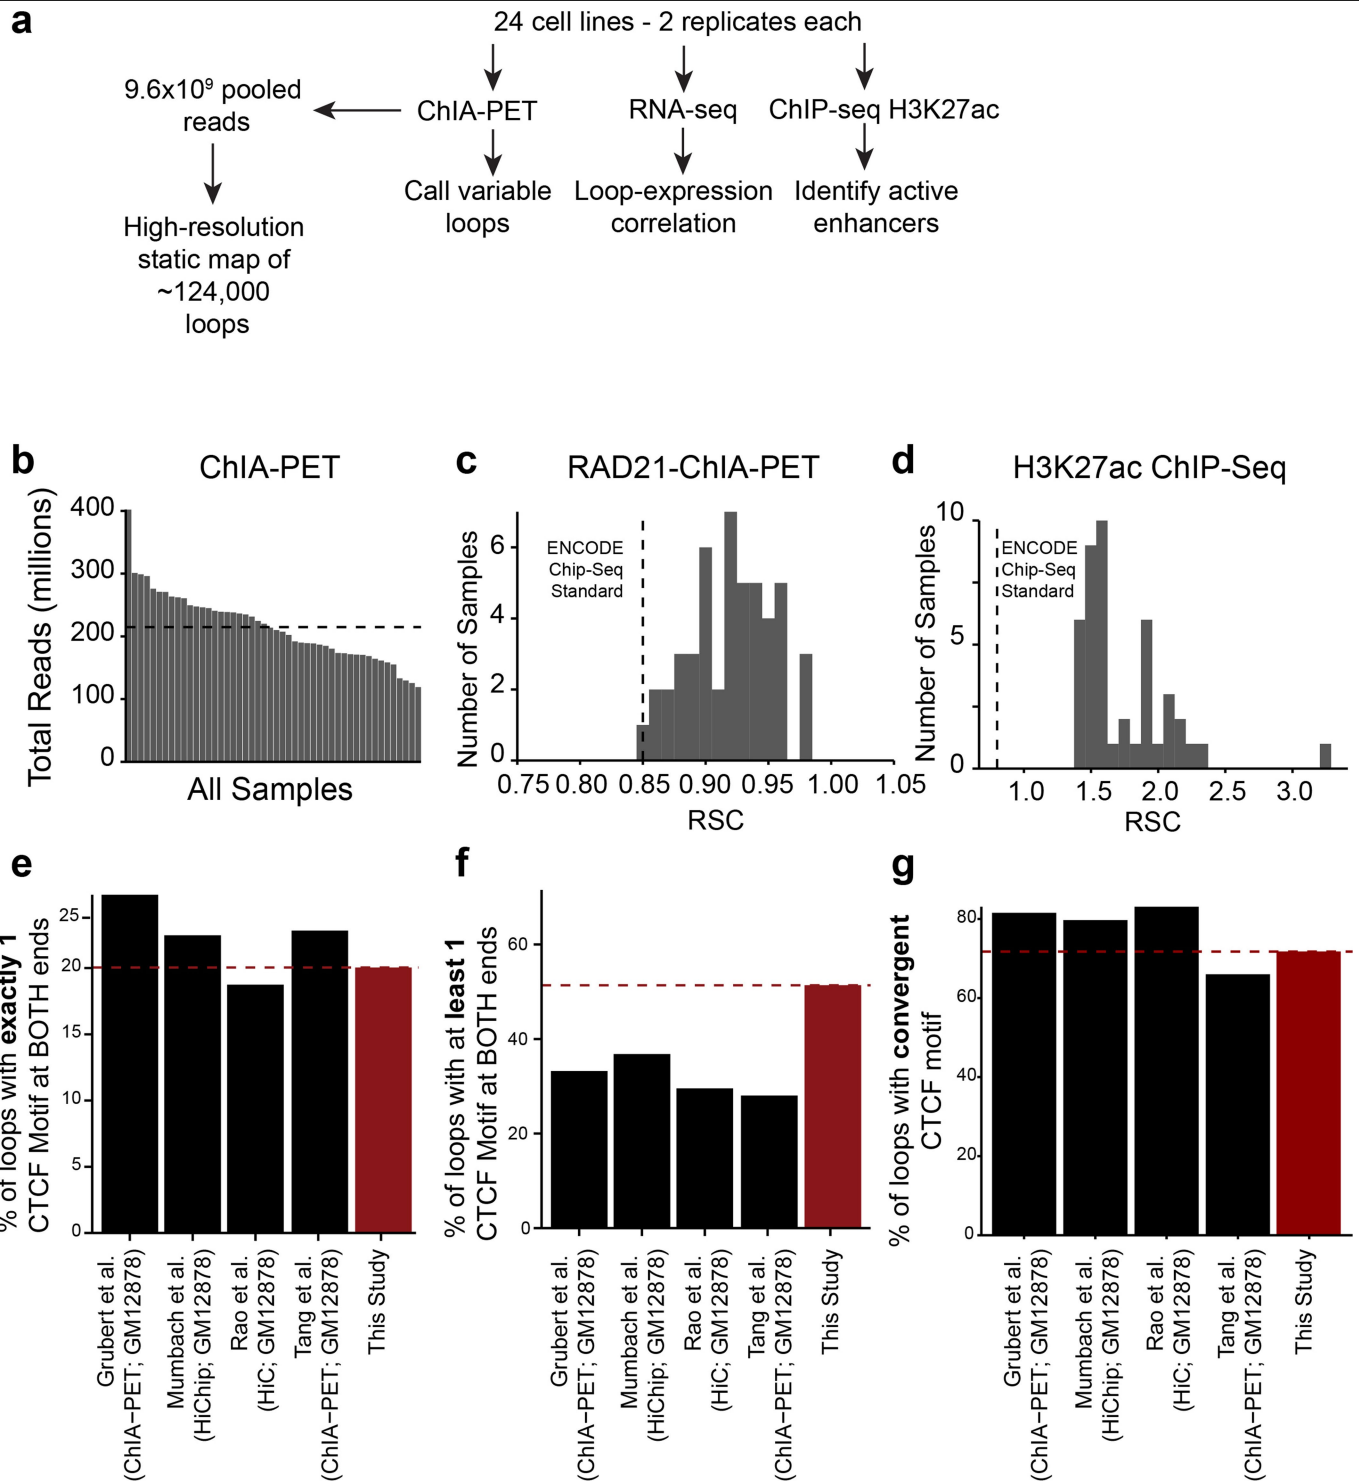 a
24 cell lines - 2 replicates each
9.6x10⁹ pooled
reads
ChIA-PET
RNA-seq
ChIP-seq H3K27ac
High-resolution
static map of
~124,000
loops
Call variable
loops
Loop-expression
correlation
Identify active
enhancers
b
ChIA-PET
Total Reads (millions)
400
300
200
100
0
All Samples
c
RAD21-ChIA-PET
Number of Samples
6
4
2
0
ENCODE
Chip-Seq
Standard
0.75 0.80 0.85 0.90 0.95 1.00 1.05
RSC
d
H3K27ac ChIP-Seq
Number of Samples
10
5
0
ENCODE
Chip-Seq
Standard
1.0 1.5 2.0 2.5 3.0
RSC
e
% of loops with exactly 1
CTCF Motif at BOTH ends
25
20
15
10
5
0
Grubert et al.
(ChIA−PET; GM12878)
Mumbach et al.
(HiChip; GM12878)
Rao et al.
(HiC; GM12878)
Tang et al.
(ChIA−PET; GM12878)
This Study
f
% of loops with at least 1
CTCF Motif at BOTH ends
60
40
20
0
Grubert et al.
(ChIA−PET; GM12878)
Mumbach et al.
(HiChip; GM12878)
Rao et al.
(HiC; GM12878)
Tang et al.
(ChIA−PET; GM12878)
This Study
g
% of loops with convergent
CTCF motif
80
60
40
20
0
Grubert et al.
(ChIA−PET; GM12878)
Mumbach et al.
(HiChip; GM12878)
Rao et al.
(HiC; GM12878)
Tang et al.
(ChIA−PET; GM12878)
This Study